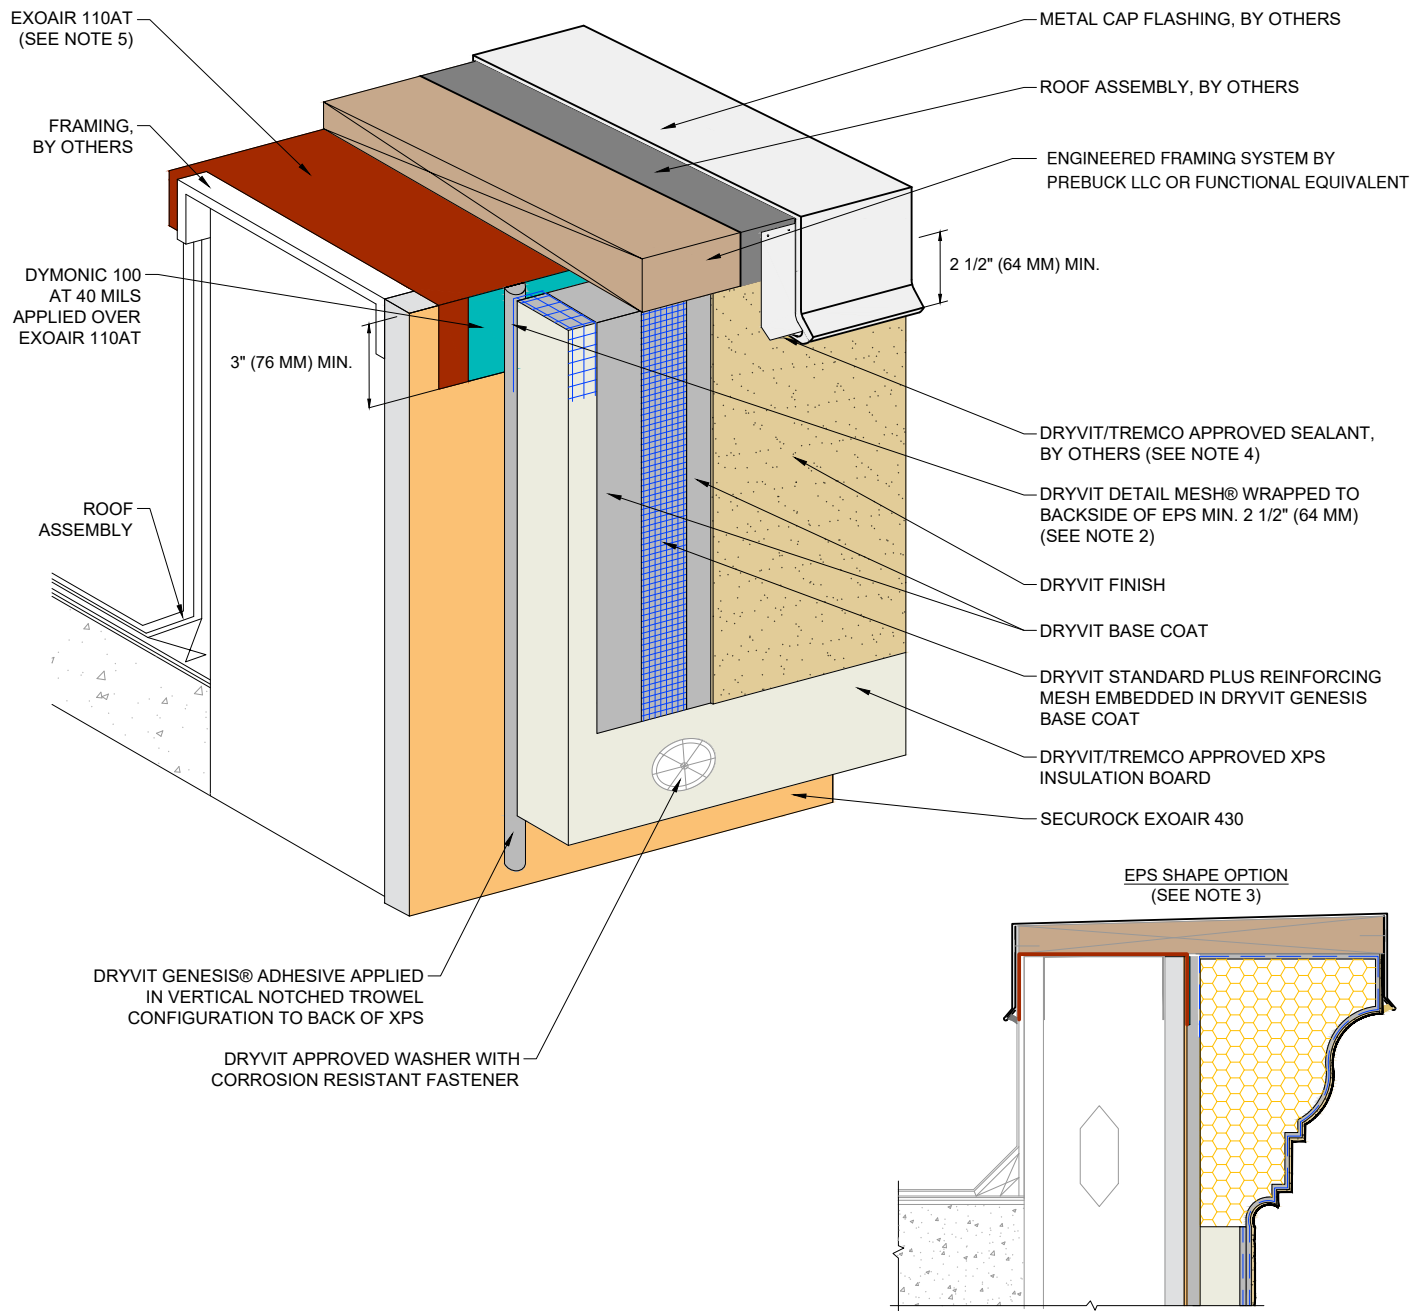 EXOAIR 110AT
(SEE NOTE 5)
FRAMING,
BY OTHERS
DYMONIC 100
AT 40 MILS
APPLIED OVER
EXOAIR 110AT
3" (76 MM) MIN.
ROOF
ASSEMBLY
METAL CAP FLASHING, BY OTHERS
ROOF ASSEMBLY, BY OTHERS
ENGINEERED FRAMING SYSTEM BY
PREBUCK LLC OR FUNCTIONAL EQUIVALENT
2 1/2" (64 MM) MIN.
DRYVIT/TREMCO APPROVED SEALANT,
BY OTHERS (SEE NOTE 4)
DRYVIT DETAIL MESH® WRAPPED TO
BACKSIDE OF EPS MIN. 2 1/2" (64 MM)
(SEE NOTE 2)
DRYVIT FINISH
DRYVIT BASE COAT
DRYVIT STANDARD PLUS REINFORCING
MESH EMBEDDED IN DRYVIT GENESIS
BASE COAT
DRYVIT/TREMCO APPROVED XPS
INSULATION BOARD
SECUROCK EXOAIR 430
DRYVIT GENESIS® ADHESIVE APPLIED
IN VERTICAL NOTCHED TROWEL
CONFIGURATION TO BACK OF XPS
DRYVIT APPROVED WASHER WITH
CORROSION RESISTANT FASTENER
EPS SHAPE OPTION
(SEE NOTE 3)